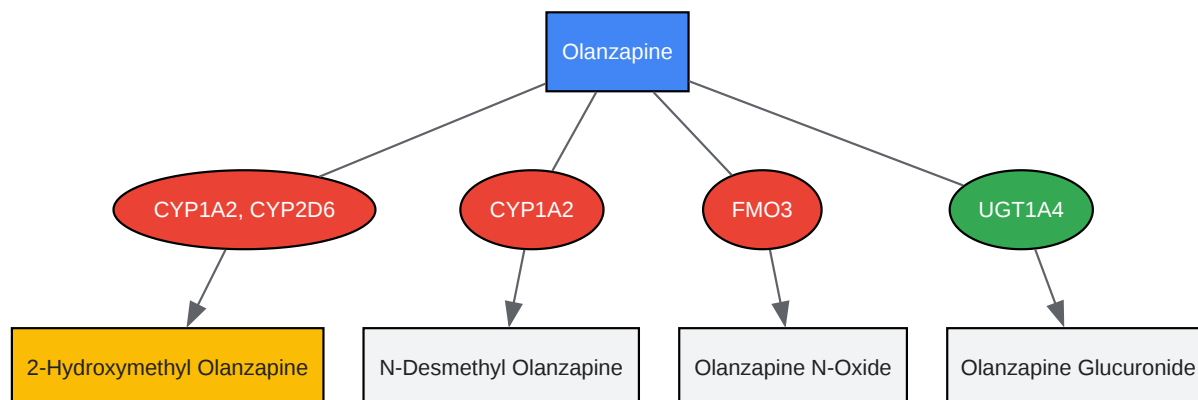 Olanzapine
CYP1A2, CYP2D6
CYP1A2
FMO3
UGT1A4
2-Hydroxymethyl Olanzapine
N-Desmethyl Olanzapine
Olanzapine N-Oxide
Olanzapine Glucuronide